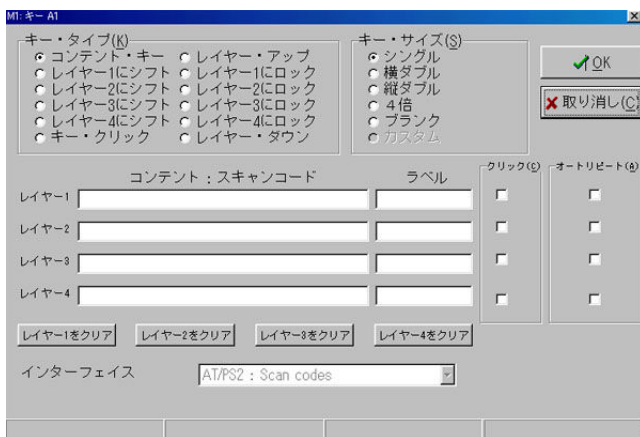 M1: キー A1
キー・タイプ(K)
コンテント・キー
レイヤー・アップ
レイヤー1にシフト
レイヤー1にロック
レイヤー2にシフト
レイヤー2にロック
レイヤー3にシフト
レイヤー3にロック
レイヤー4にシフト
レイヤー4にロック
キー・クリック
レイヤー・ダウン
キー・サイズ(S)
シングル
横ダブル
縦ダブル
4倍
ブランク
カスタム
OK
取り消し(C)
コンテント：スキャンコード
ラベル
クリック(C)
オートリピート(A)
レイヤー1
レイヤー2
レイヤー3
レイヤー4
レイヤー1をクリア
レイヤー2をクリア
レイヤー3をクリア
レイヤー4をクリア
インターフェイス
AT/PS2 : Scan codes